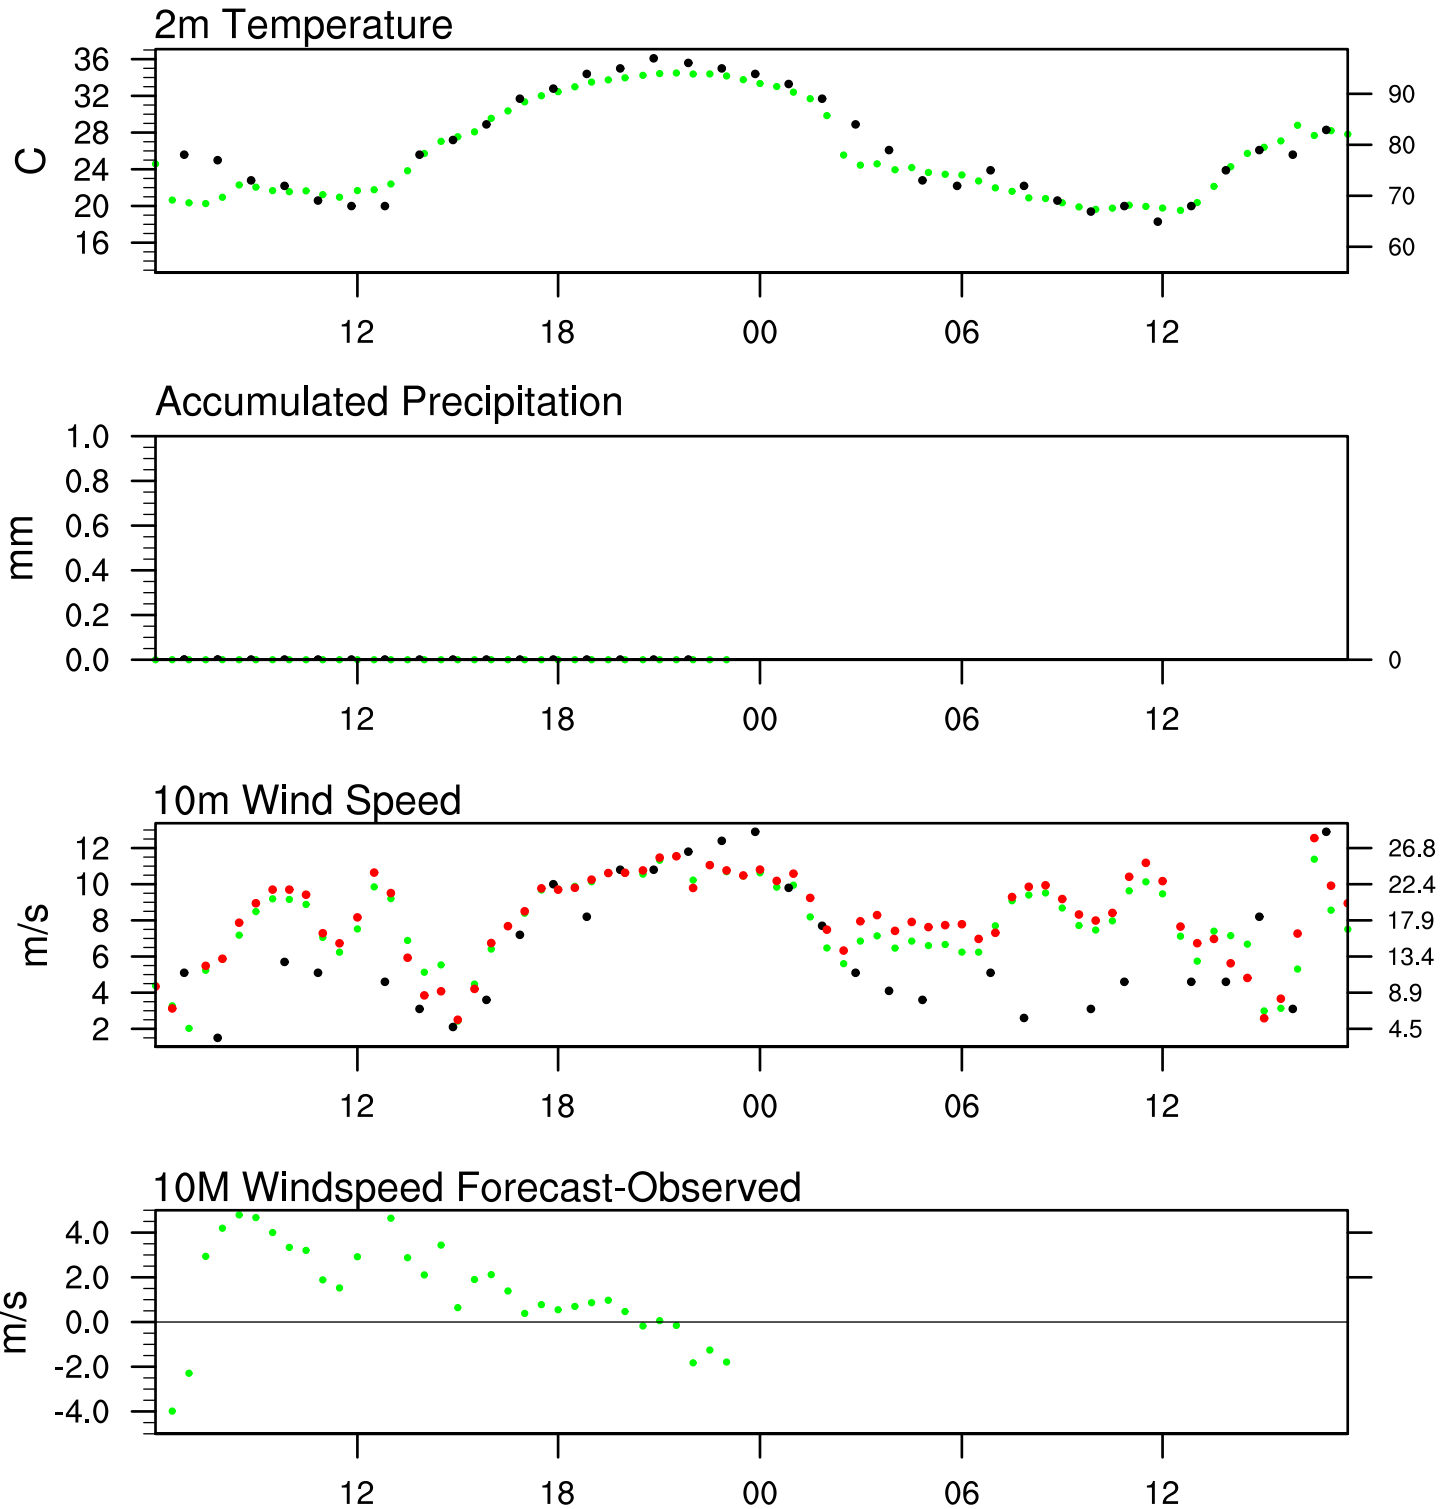 2m Temperature
36
32
28
24
20
16
C
90
80
70
60
12 18 00 06 12
Accumulated Precipitation
1.0
0.8
0.6
0.4
0.2
0.0
mm
0
12 18 00 06 12
10m Wind Speed
12
10
8
6
4
2
m/s
26.8
22.4
17.9
13.4
8.9
4.5
12 18 00 06 12
10M Windspeed Forecast-Observed
4.0
2.0
0.0
-2.0
-4.0
m/s
12 18 00 06 12